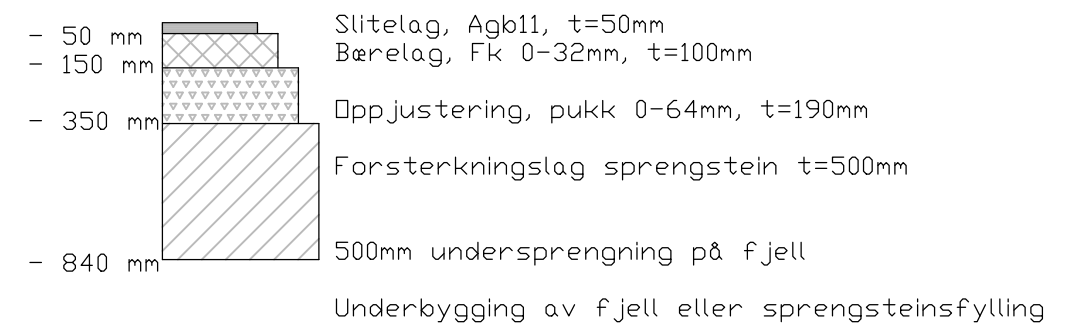 Slitelag, Agb11, t=50mm
- 50 mm
Bærelag, Fk 0-32mm, t=100mm
- 150 mm
Oppjustering, pukk 0-64mm, t=190mm
- 350 mm
Forsterkningslag sprengstein t=500mm
500mm undersprengning på fjell
- 840 mm
Underbygging av fjell eller sprengsteinsfylling